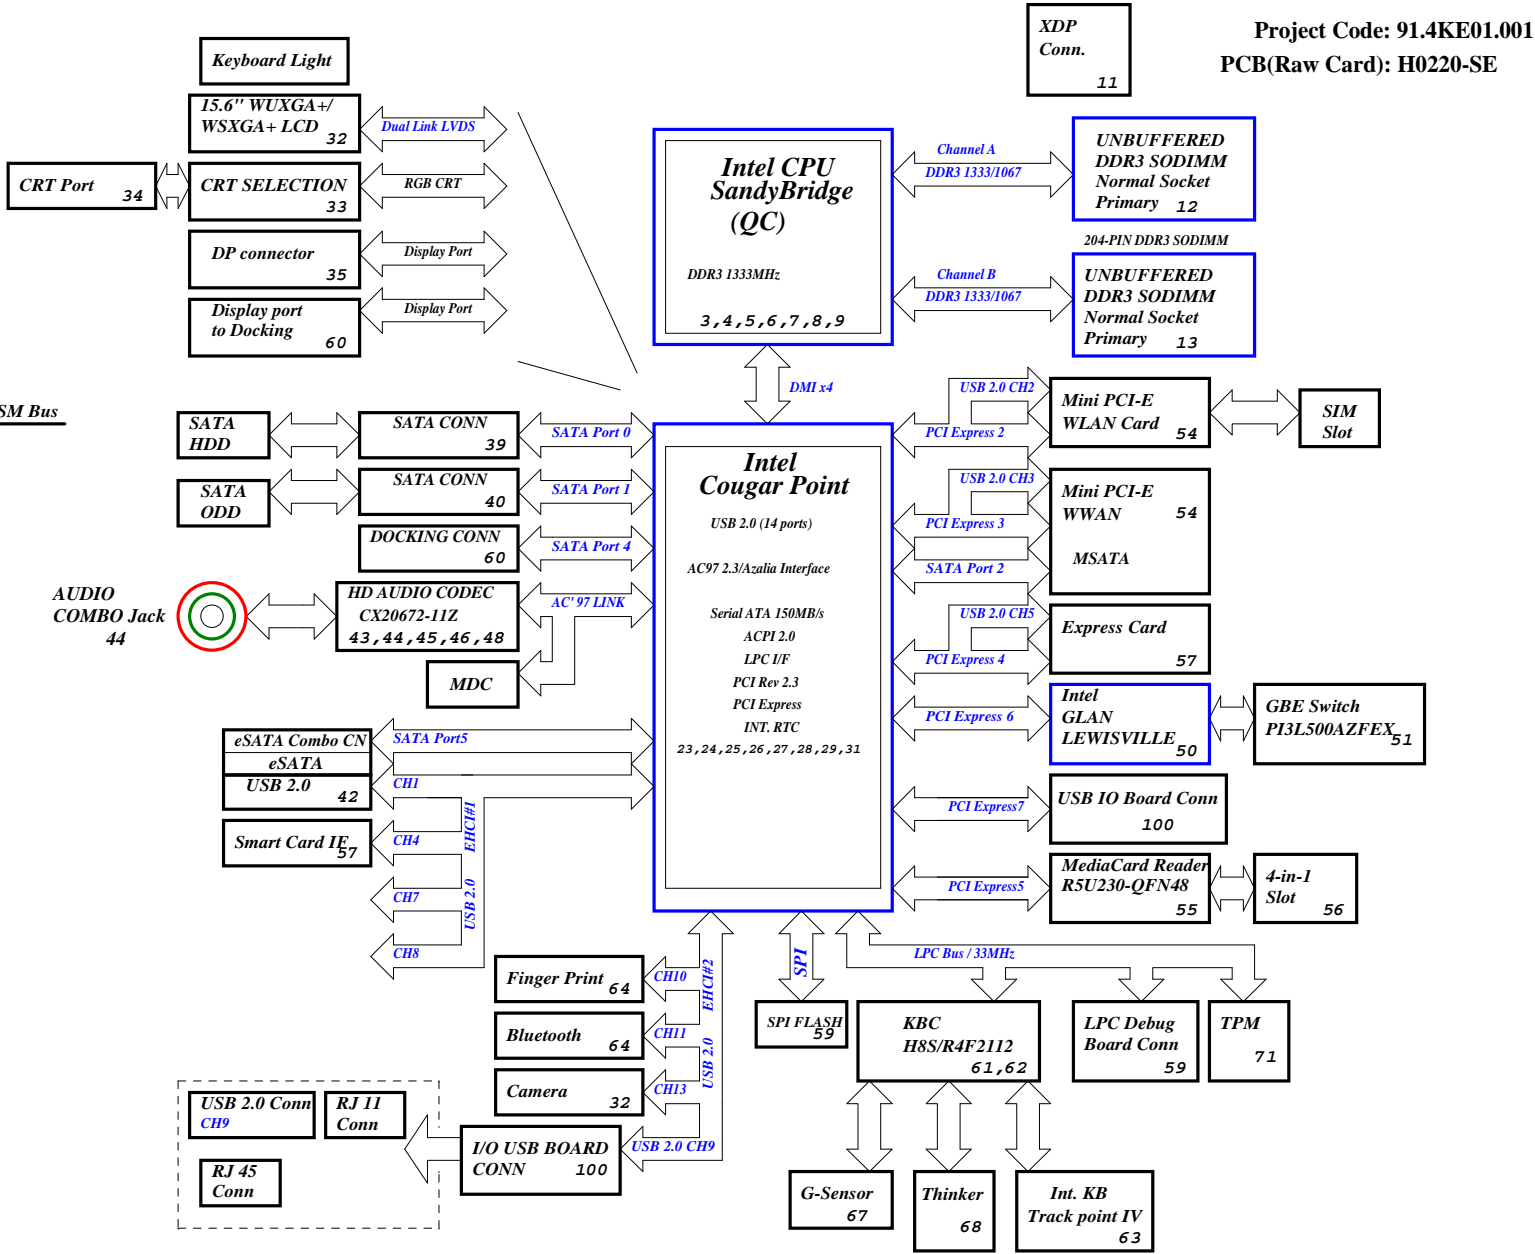 Project Code: 91.4KE01.001
PCB(Raw Card): H0220-SE
XDP
Conn.
11
Keyboard Light
15.6" WUXGA+/
WSXGA+ LCD
32
Dual Link LVDS
CRT Port
34
CRT SELECTION
33
RGB CRT
DP connector
35
Display Port
Display port
to Docking
60
Display Port
Intel CPU
SandyBridge
(QC)
DDR3 1333MHz
3,4,5,6,7,8,9
Channel A
DDR3 1333/1067
UNBUFFERED
DDR3 SODIMM
Normal Socket
Primary
12
204-PIN DDR3 SODIMM
Channel B
DDR3 1333/1067
UNBUFFERED
DDR3 SODIMM
Normal Socket
Primary
13
DMI x4
SM Bus
SATA
HDD
SATA CONN
39
SATA Port 0
SATA
ODD
SATA CONN
40
SATA Port 1
DOCKING CONN
60
SATA Port 4
AUDIO
COMBO Jack
44
HD AUDIO CODEC
CX20672-11Z
43,44,45,46,48
AC'97 LINK
MDC
Intel
Cougar Point
USB 2.0 (14 ports)
AC97 2.3/Azalia Interface
Serial ATA 150MB/s
ACPI 2.0
LPC I/F
PCI Rev 2.3
PCI Express
INT. RTC
23,24,25,26,27,28,29,31
USB 2.0 CH2
PCI Express 2
Mini PCI-E
WLAN Card
54
SIM
Slot
USB 2.0 CH3
PCI Express 3
SATA Port 2
Mini PCI-E
WWAN
54
MSATA
USB 2.0 CH5
PCI Express 4
Express Card
57
PCI Express 6
Intel
GLAN
LEWISVILLE
50
GBE Switch
PI3L500AZFEX
51
PCI Express7
USB IO Board Conn
100
PCI Express5
MediaCard Reader
R5U230-QFN48
55
4-in-1
Slot
56
eSATA Combo CN
eSATA
USB 2.0
42
SATA Port5
CH1
Smart Card IF
57
CH4
CH7
CH8
EHCI#1
USB 2.0
Finger Print
64
CH10
Bluetooth
64
CH11
Camera
32
CH13
EHCI#2
USB 2.0
USB 2.0 CH9
I/O USB BOARD
CONN
100
USB 2.0 Conn
CH9
RJ 11
Conn
RJ 45
Conn
SPI
SPI FLASH
59
LPC Bus / 33MHz
KBC
H8S/R4F2112
61,62
LPC Debug
Board Conn
59
TPM
71
G-Sensor
67
Thinker
68
Int. KB
Track point IV
63